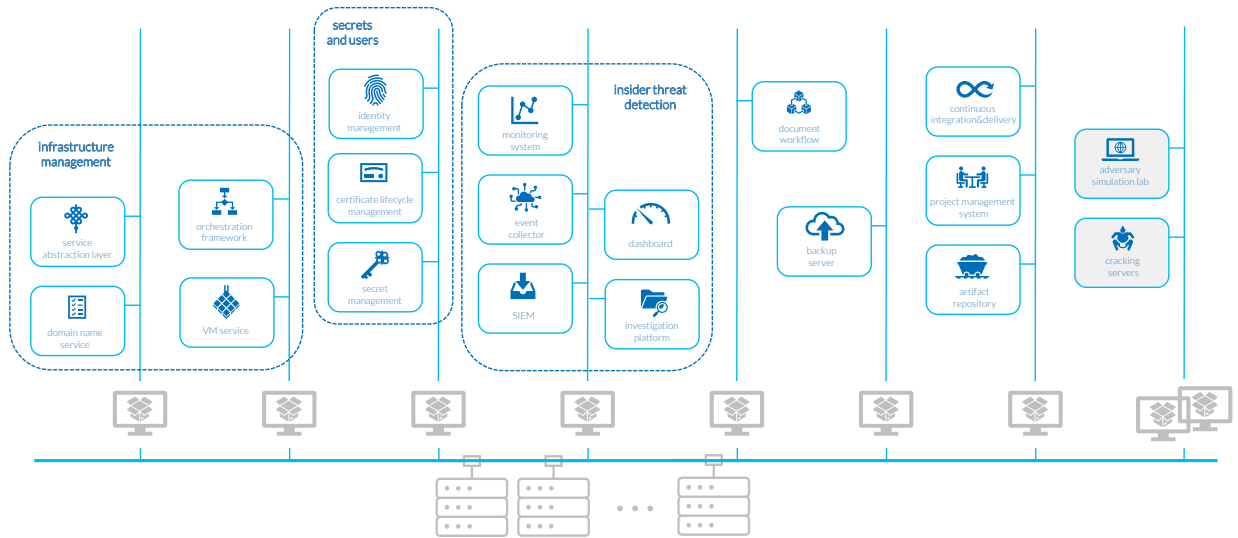 infrastructure
management
service
abstraction layer
domain name
service
orchestration
framework
VM service
secrets
and users
identity
management
certificate lifecycle
management
secret
management
insider threat
detection
monitoring
system
event
collector
SIEM
dashboard
investigation
platform
document
workflow
backup
server
continuous
integration&delivery
project management
system
artifact
repository
adversary
simulation lab
cracking
servers